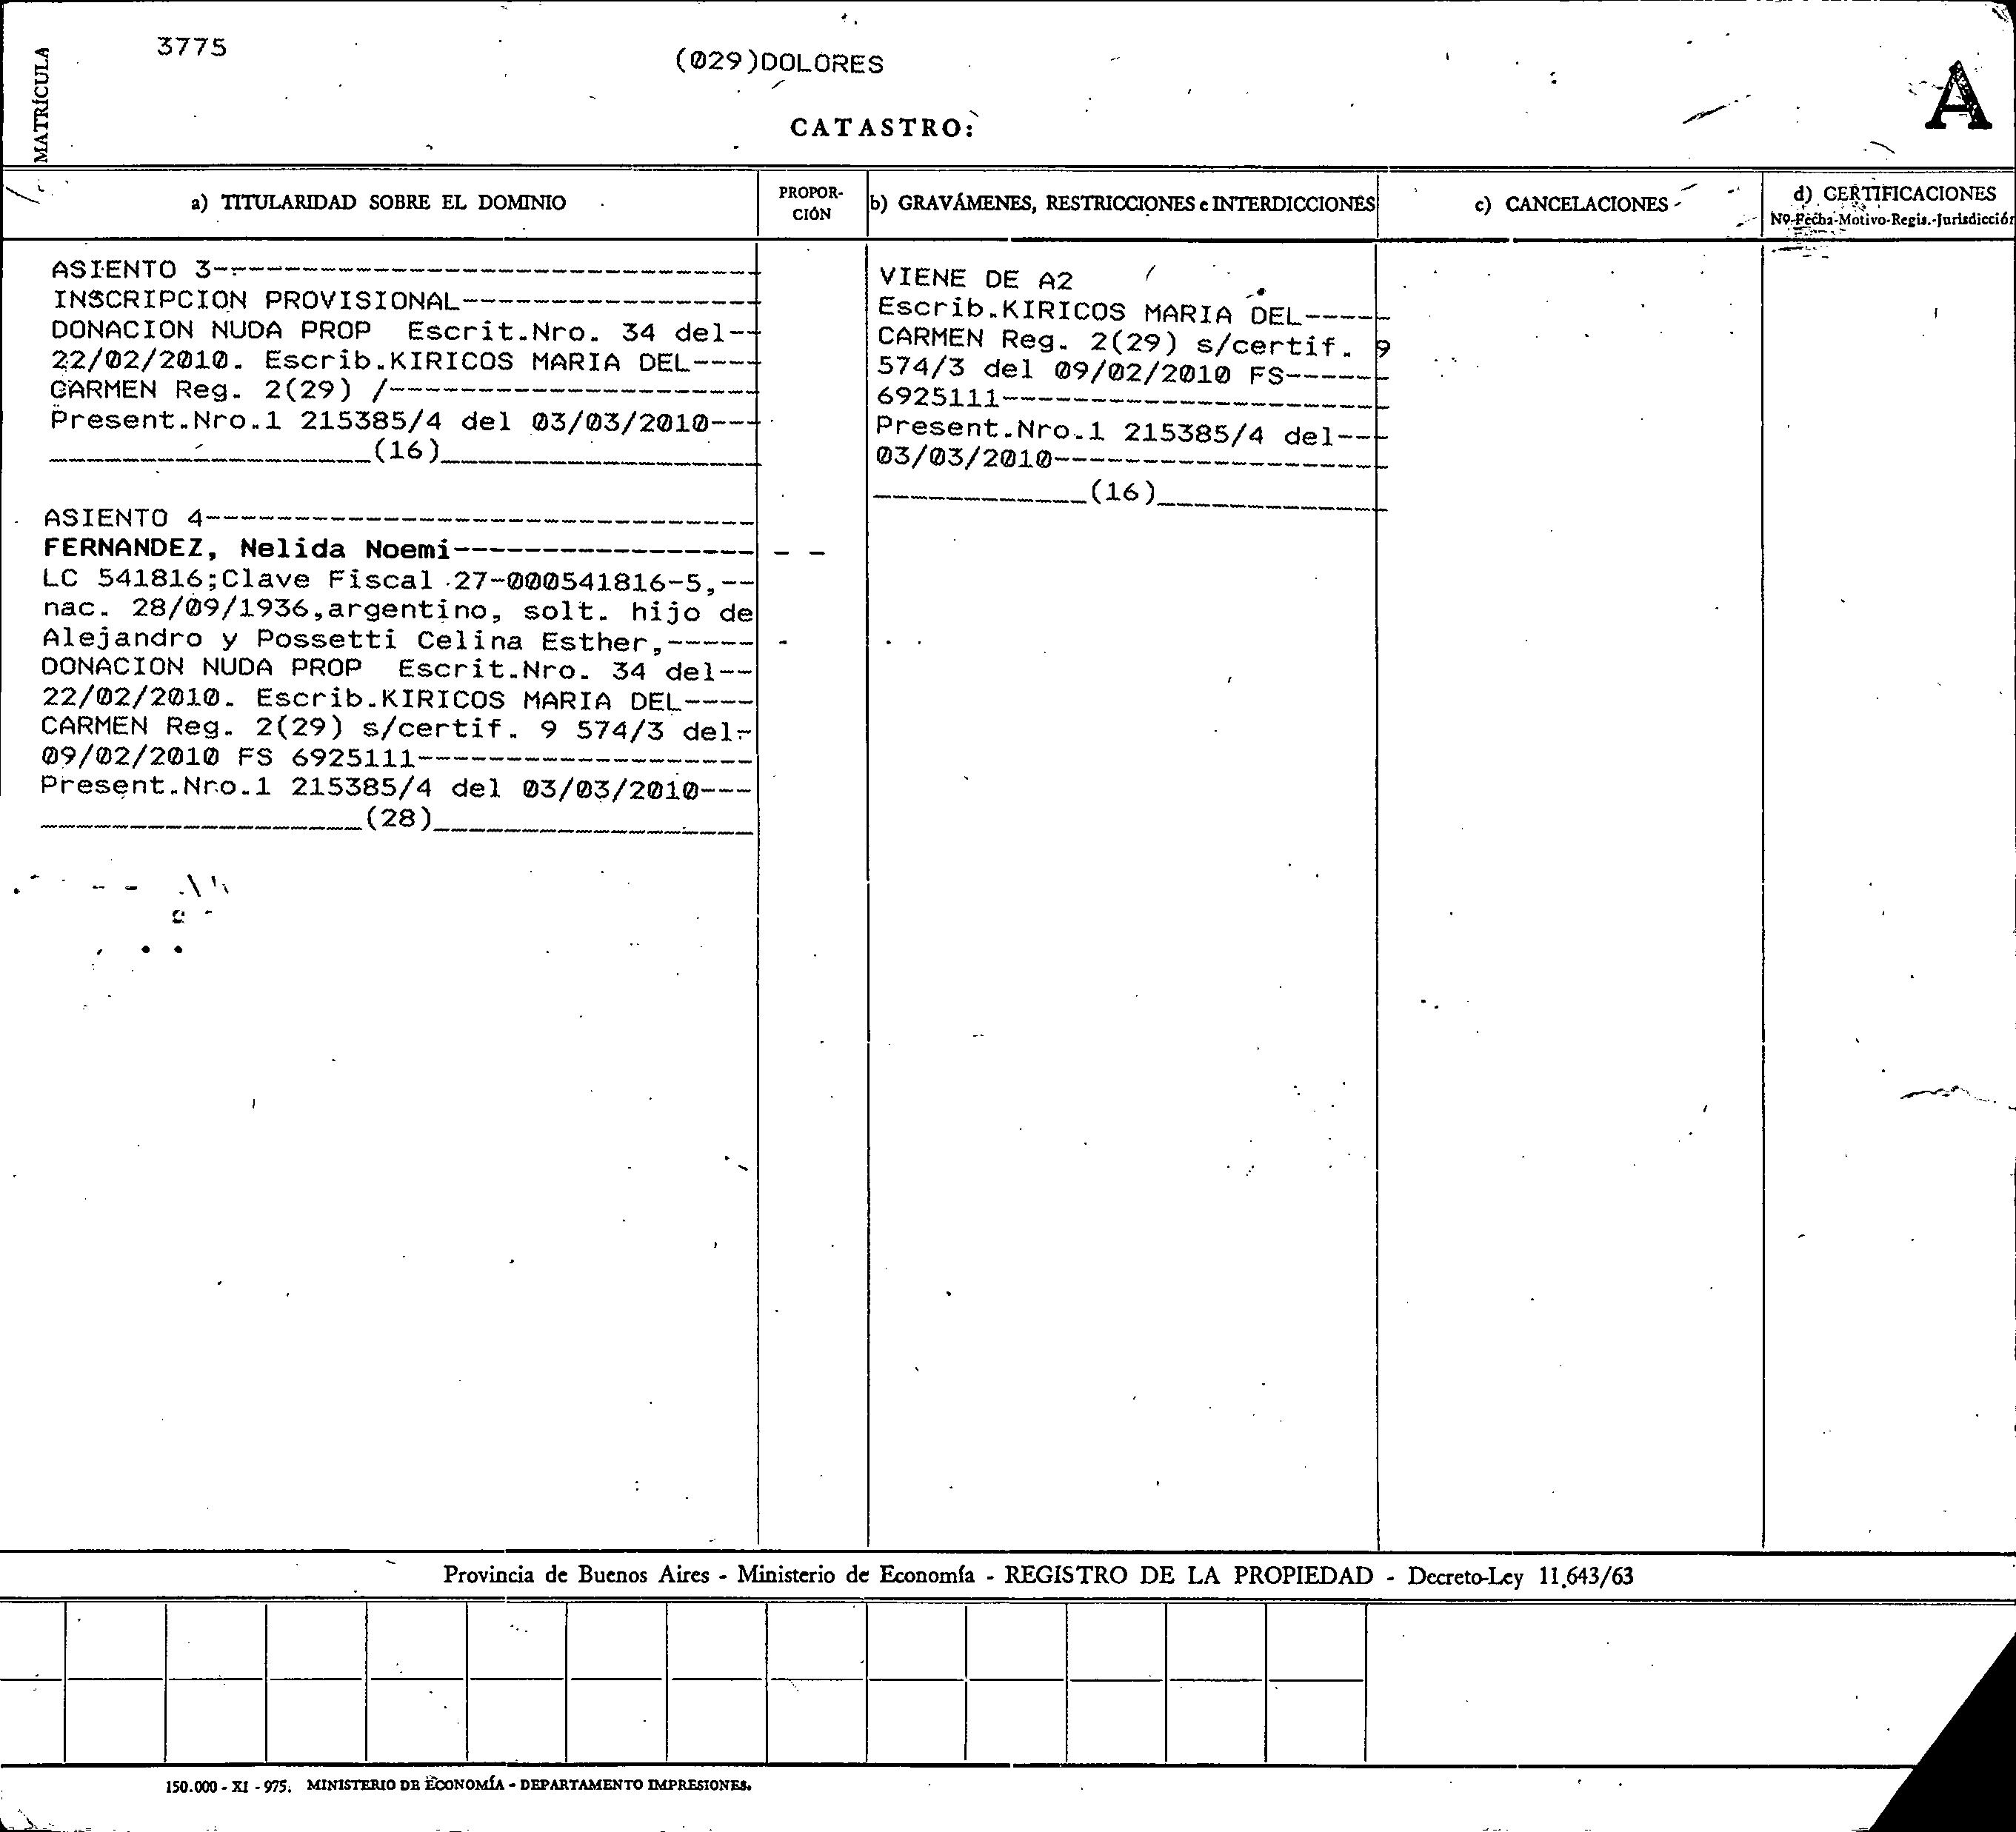 MATRÍCULA
3775
(029)DOLORES
CATASTRO:
A
a) TITULARIDAD SOBRE EL DOMINIO
PROPOR-
CIÓN
b) GRAVÁMENES, RESTRICCIONES e INTERDICCIONES
c) CANCELACIONES
d) CERTIFICACIONES
Nº-Fecha-Motivo-Regis.-Jurisdicción
ASIENTO 3-------------------------------
INSCRIPCION PROVISIONAL-----------------
DONACION NUDA PROP  Escrit.Nro. 34 del--
22/02/2010. Escrib.KIRICOS MARIA DEL----
CARMEN Reg. 2(29) /---------------------
Present.Nro.1 215385/4 del 03/03/2010---
__________________(16)__________________
ASIENTO 4-------------------------------
FERNANDEZ, Nelida Noemi----------------- - -
LC 541816;Clave Fiscal 27-000541816-5,--
nac. 28/09/1936,argentino, solt. hijo de
Alejandro y Possetti Celina Esther,-----
DONACION NUDA PROP  Escrit.Nro. 34 del--
22/02/2010. Escrib.KIRICOS MARIA DEL----
CARMEN Reg. 2(29) s/certif. 9 574/3 del-
09/02/2010 FS 6925111-------------------
Present.Nro.1 215385/4 del 03/03/2010---
__________________(28)__________________
VIENE DE A2
Escrib.KIRICOS MARIA DEL-----
CARMEN Reg. 2(29) s/certif. 9
574/3 del 09/02/2010 FS------
6925111----------------------
Present.Nro.1 215385/4 del---
03/03/2010-------------------
____________(16)_____________
Provincia de Buenos Aires - Ministerio de Economía - REGISTRO DE LA PROPIEDAD - Decreto-Ley 11.643/63
150.000 - XI - 975. MINISTERIO DE ECONOMÍA - DEPARTAMENTO IMPRESIONES.